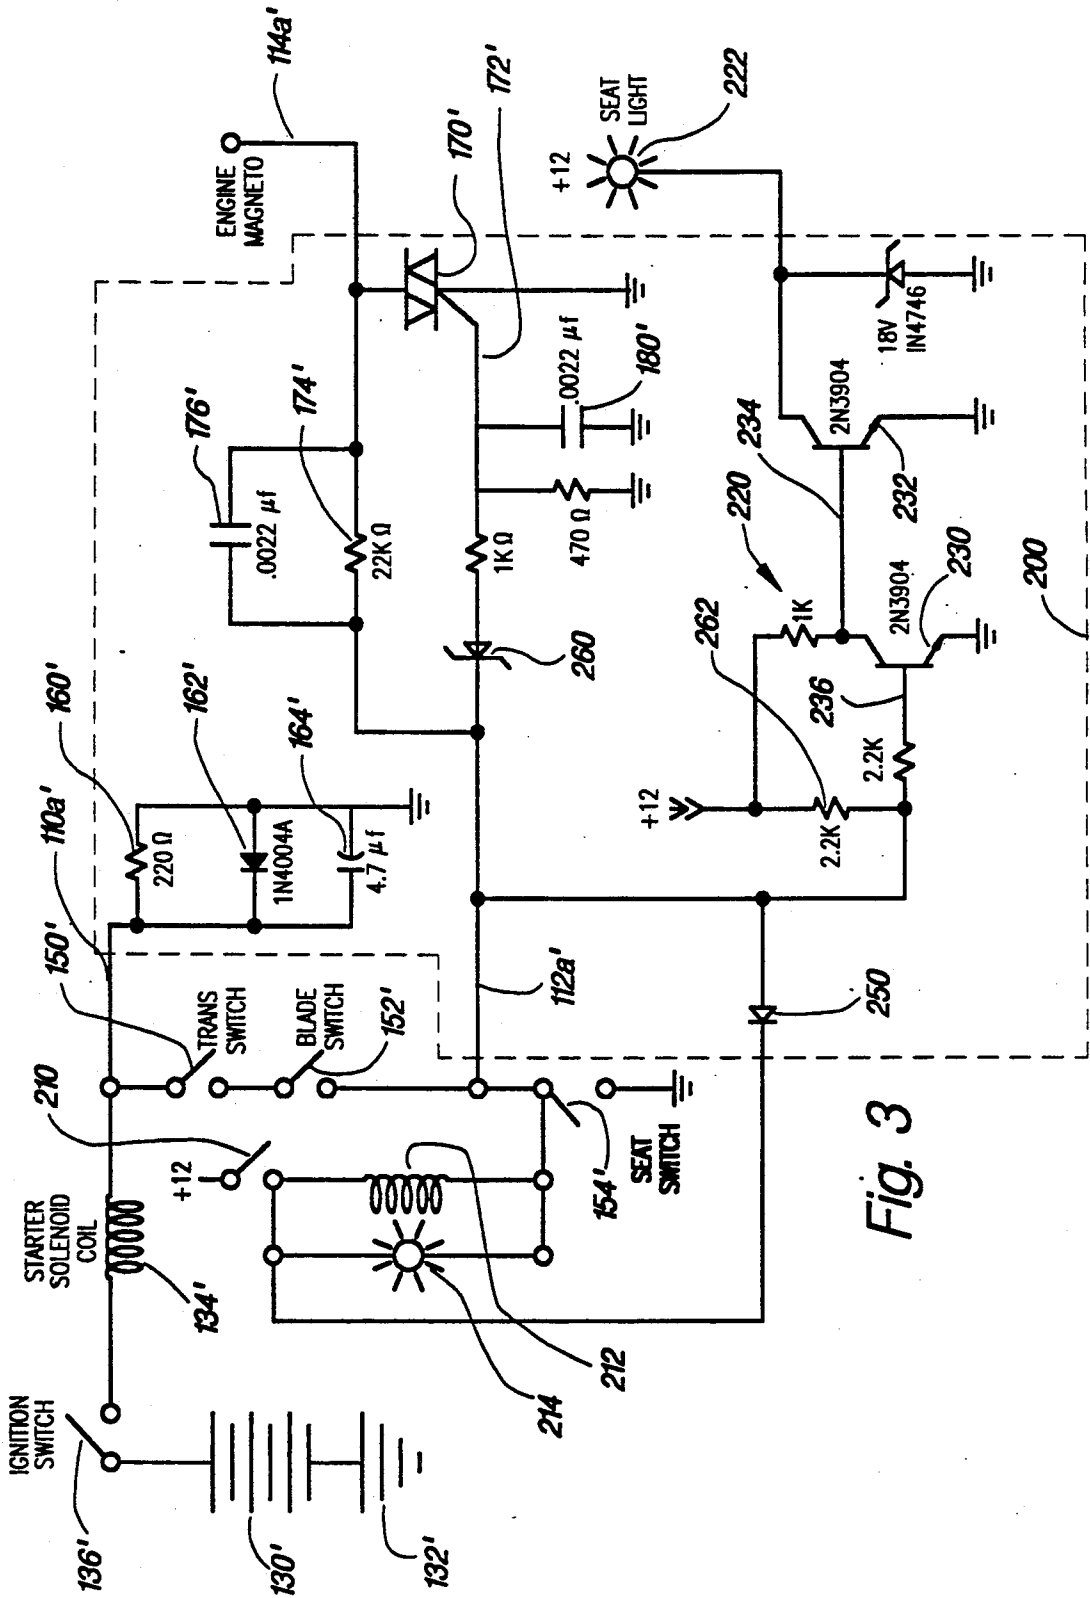 136'
IGNITION
SWITCH
130'
132'
STARTER
SOLENOID
COIL
134'
210
+12
214
212
150'
TRANS
SWITCH
BLADE
SWITCH
152'
154'
SEAT
SWITCH
110a'
160'
220 Ω
162'
1N4004A
164'
4.7 µf
112a'
250
176'
.0022 µf
174'
22K Ω
260
1K Ω
470 Ω
.0022 µf
180'
ENGINE
MAGNETO
114a'
170'
172'
+12
SEAT
LIGHT
222
+12
262
2.2K
2.2K
236
220
1K
234
2N3904
230
2N3904
232
18V
IN4746
200
Fig. 3